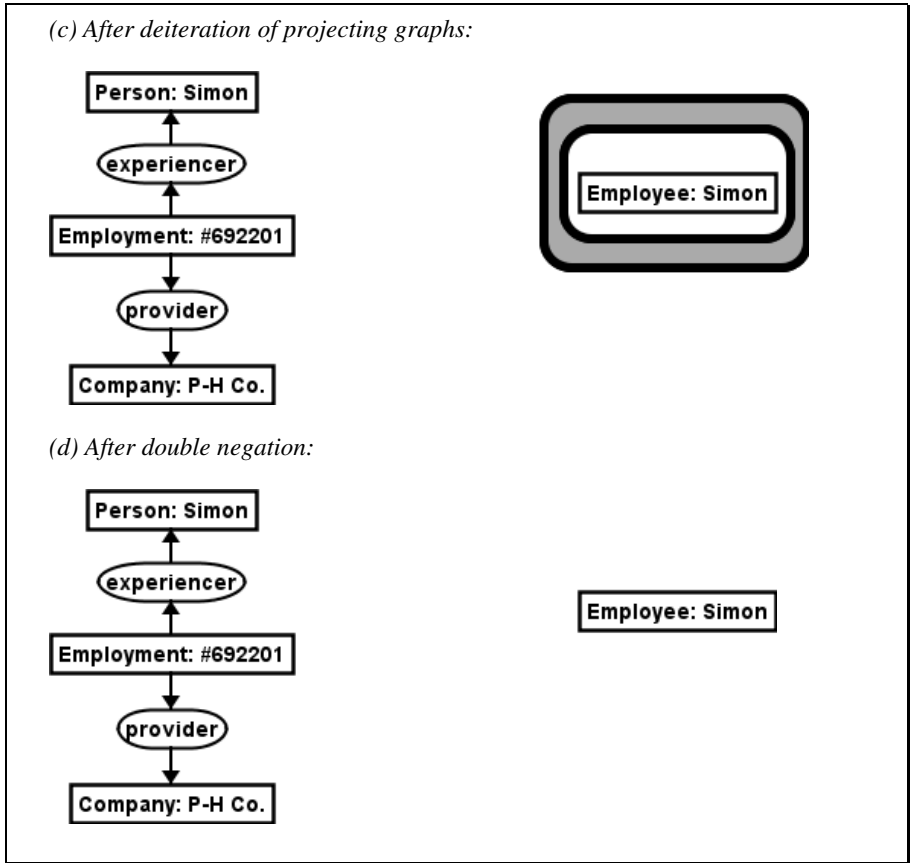 (c) After deiteration of projecting graphs:
Person: Simon
experiencer
Employment: #692201
provider
Company: P-H Co.
Employee: Simon
(d) After double negation:
Person: Simon
experiencer
Employment: #692201
provider
Company: P-H Co.
Employee: Simon